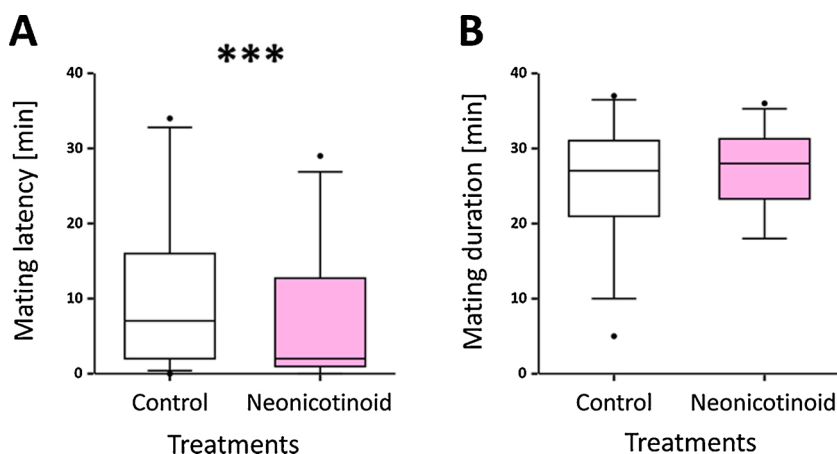 A
***
Mating latency [min]
40
30
20
10
0
Control Neonicotinoid
Treatments
B
Mating duration [min]
40
30
20
10
0
Control Neonicotinoid
Treatments